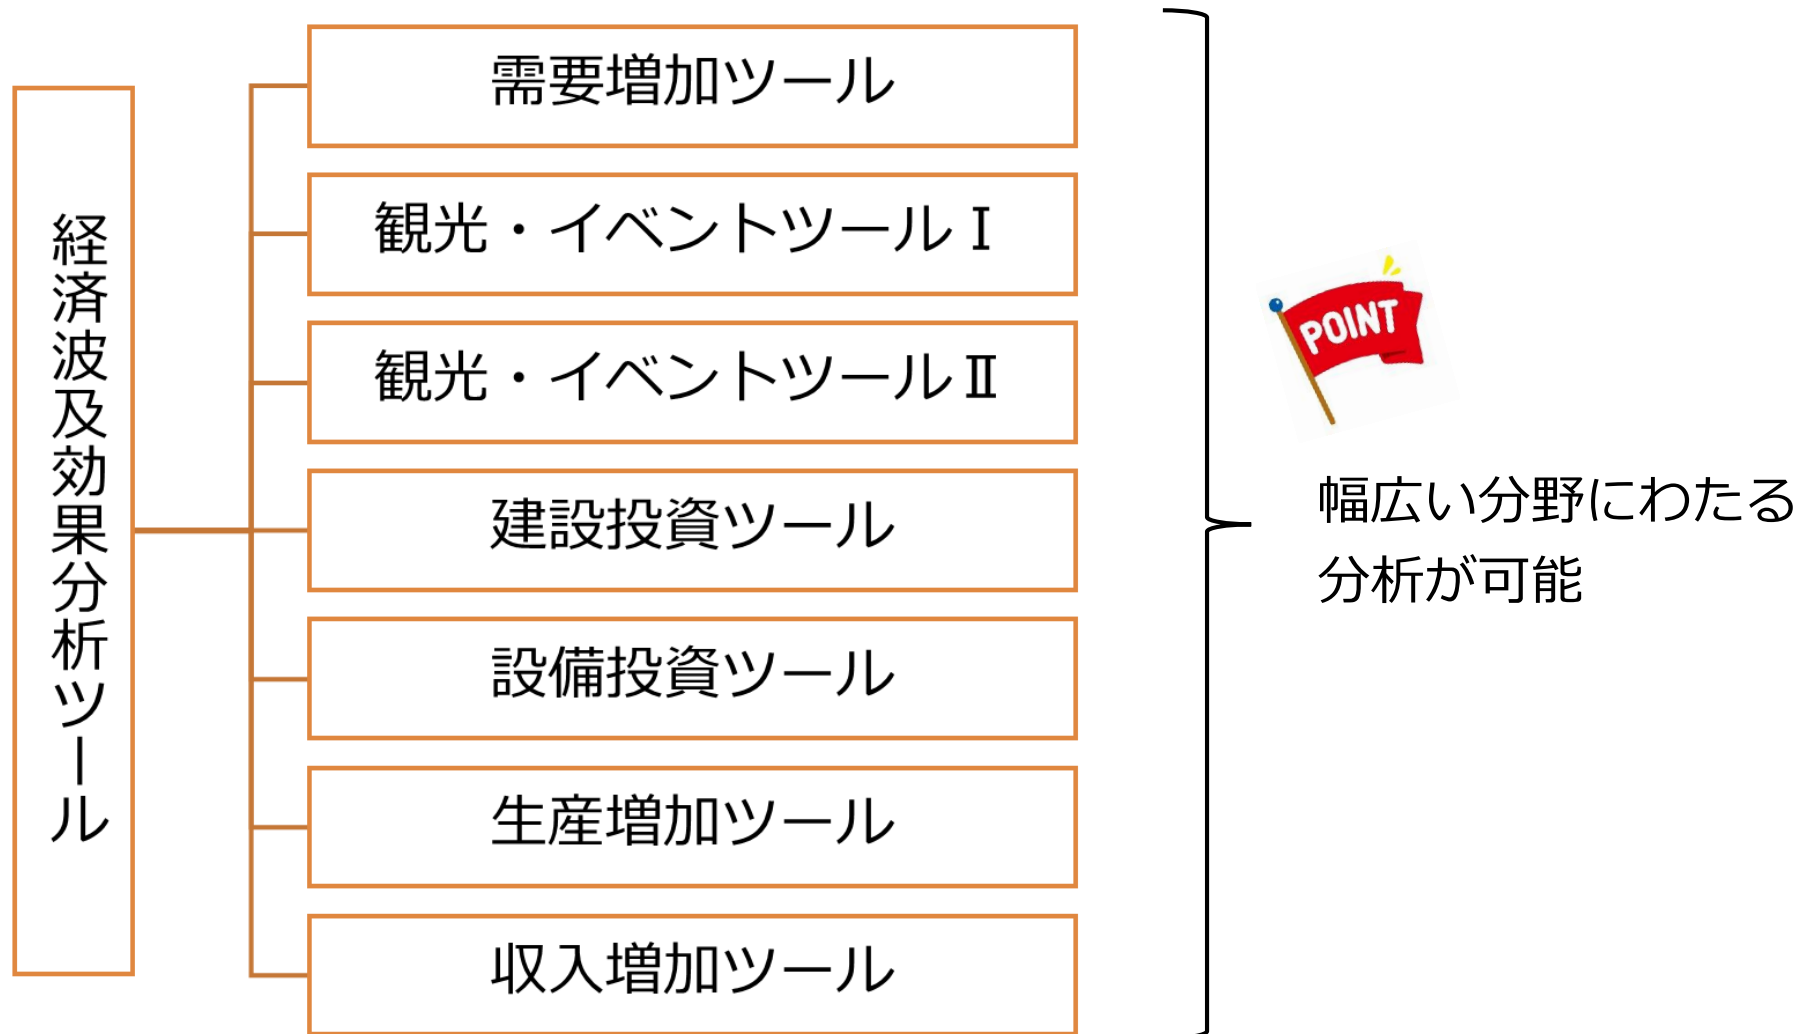 経済波及効果分析ツール
需要増加ツール
観光・イベントツールⅠ
観光・イベントツールⅡ
建設投資ツール
設備投資ツール
生産増加ツール
収入増加ツール
POINT
幅広い分野にわたる
分析が可能